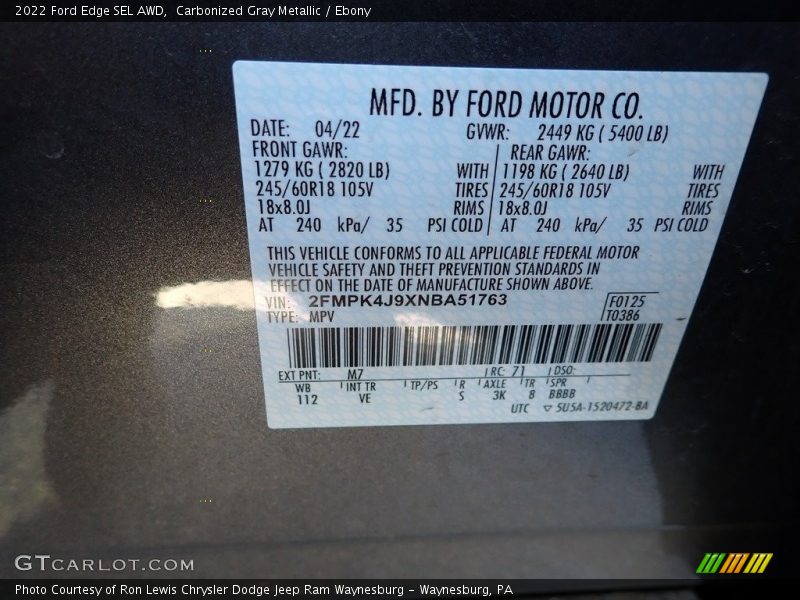 2022 Ford Edge SEL AWD, Carbonized Gray Metallic / Ebony
MFD. BY FORD MOTOR CO.
DATE: 04/22 GVWR: 2449 KG ( 5400 LB)
FRONT GAWR: REAR GAWR:
1279 KG ( 2820 LB) WITH 1198 KG ( 2640 LB) WITH
245/60R18 105V TIRES 245/60R18 105V TIRES
18x8.0J RIMS 18x8.0J RIMS
AT 240 kPa/ 35 PSI COLD AT 240 kPa/ 35 PSI COLD
THIS VEHICLE CONFORMS TO ALL APPLICABLE FEDERAL MOTOR
VEHICLE SAFETY AND THEFT PREVENTION STANDARDS IN
EFFECT ON THE DATE OF MANUFACTURE SHOWN ABOVE.
VIN: 2FMPK4J9XNBA51763 F0125
TYPE: MPV T0386
EXT PNT: M7 RC: 71 DSO:
WB INT TR TP/PS R AXLE TR SPR
112 VE S 3K 8 BBBB
UTC ▽ 5U5A-1520472-BA
GTCARLOT.COM
Photo Courtesy of Ron Lewis Chrysler Dodge Jeep Ram Waynesburg - Waynesburg, PA